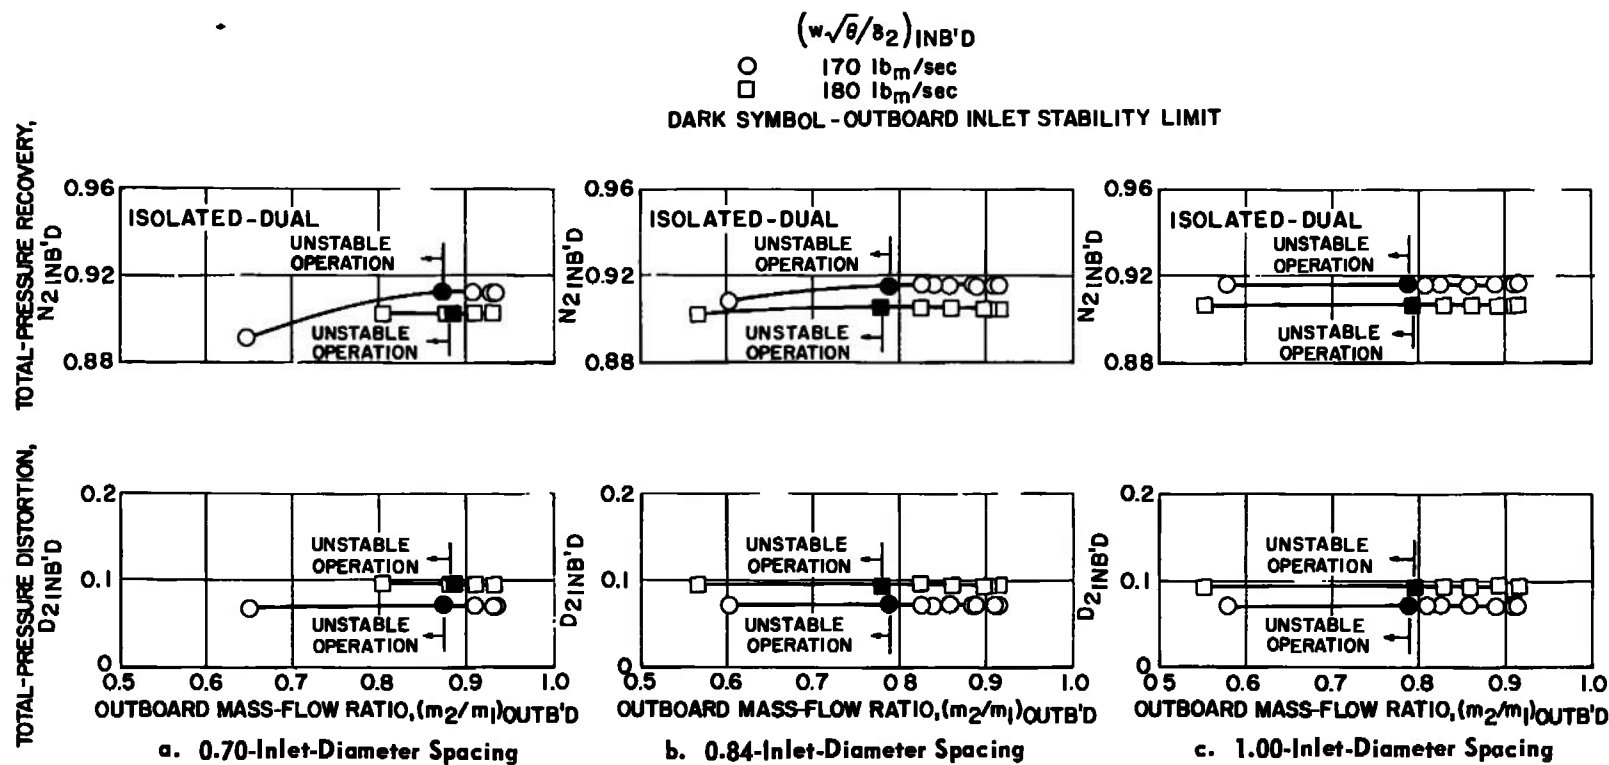 (w√θ/δ2)INB'D
○ 170 lbm/sec
□ 180 lbm/sec
DARK SYMBOL-OUTBOARD INLET STABILITY LIMIT
TOTAL-PRESSURE RECOVERY,
N2 INB'D
0.96
0.92
0.88
ISOLATED-DUAL
UNSTABLE
OPERATION
UNSTABLE
OPERATION
N2 INB'D
0.96
0.92
0.88
ISOLATED-DUAL
UNSTABLE
OPERATION
UNSTABLE
OPERATION
N2 INB'D
0.96
0.92
0.88
ISOLATED-DUAL
UNSTABLE
OPERATION
UNSTABLE
OPERATION
TOTAL-PRESSURE DISTORTION,
D2 INB'D
0.2
0.1
0
UNSTABLE
OPERATION
UNSTABLE
OPERATION
0.5 0.6 0.7 0.8 0.9 1.0
OUTBOARD MASS-FLOW RATIO,(m2/m1)OUTB'D
a. 0.70-Inlet-Diameter Spacing
D2 INB'D
0.2
0.1
0
UNSTABLE
OPERATION
UNSTABLE
OPERATION
0.5 0.6 0.7 0.8 0.9 1.0
OUTBOARD MASS-FLOW RATIO,(m2/m1)OUTB'D
b. 0.84-Inlet-Diameter Spacing
D2 INB'D
0.2
0.1
0
UNSTABLE
OPERATION
UNSTABLE
OPERATION
0 5 0.6 0.7 0.8 0.9 1.0
OUTBOARD MASS-FLOW RATIO,(m2/m1)OUTB'D
c. 1.00-Inlet-Diameter Spacing